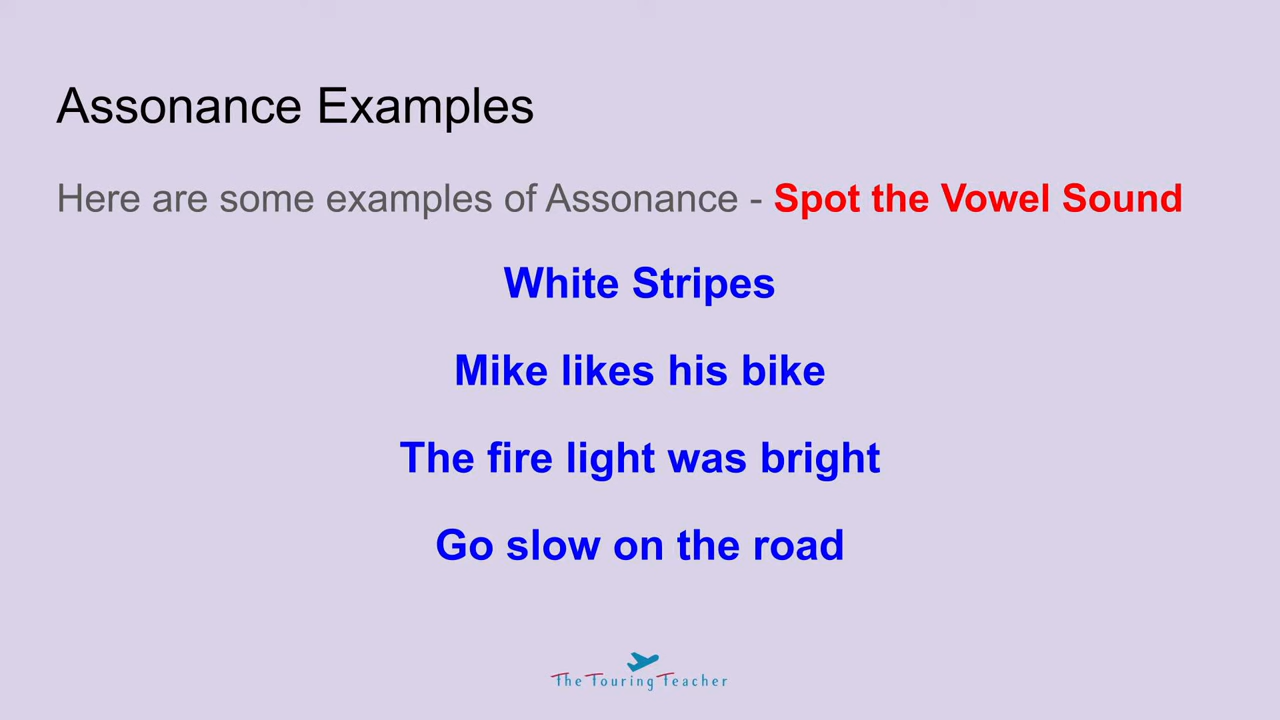 Assonance Examples
Here are some examples of Assonance - Spot the Vowel Sound
White Stripes
Mike likes his bike
The fire light was bright
Go slow on the road
The Touring Teacher